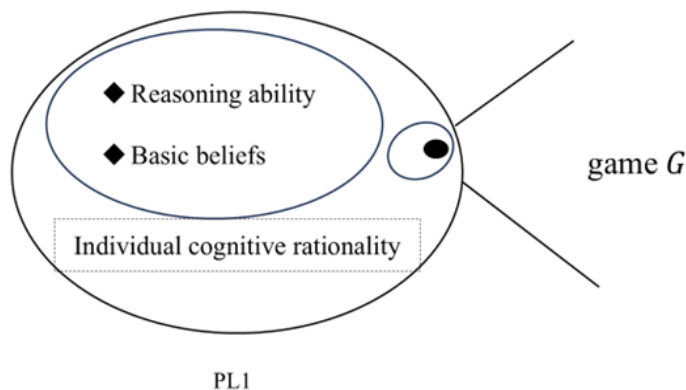 ◆ Reasoning ability
◆ Basic beliefs
game G
Individual cognitive rationality
PL1